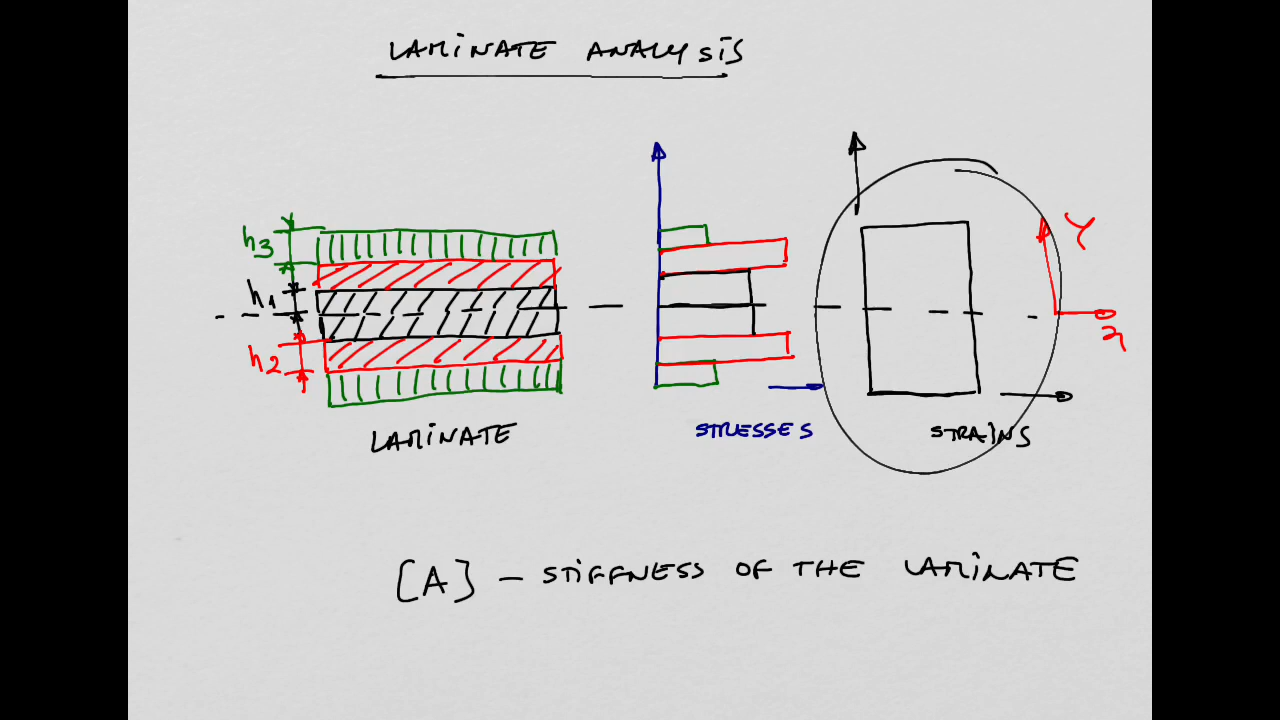 LAMINATE ANALYSIS
h3
h1
h2
Y
LAMINATE
STRESSES
STRAINS
[A] - STIFFNESS OF THE LAMINATE